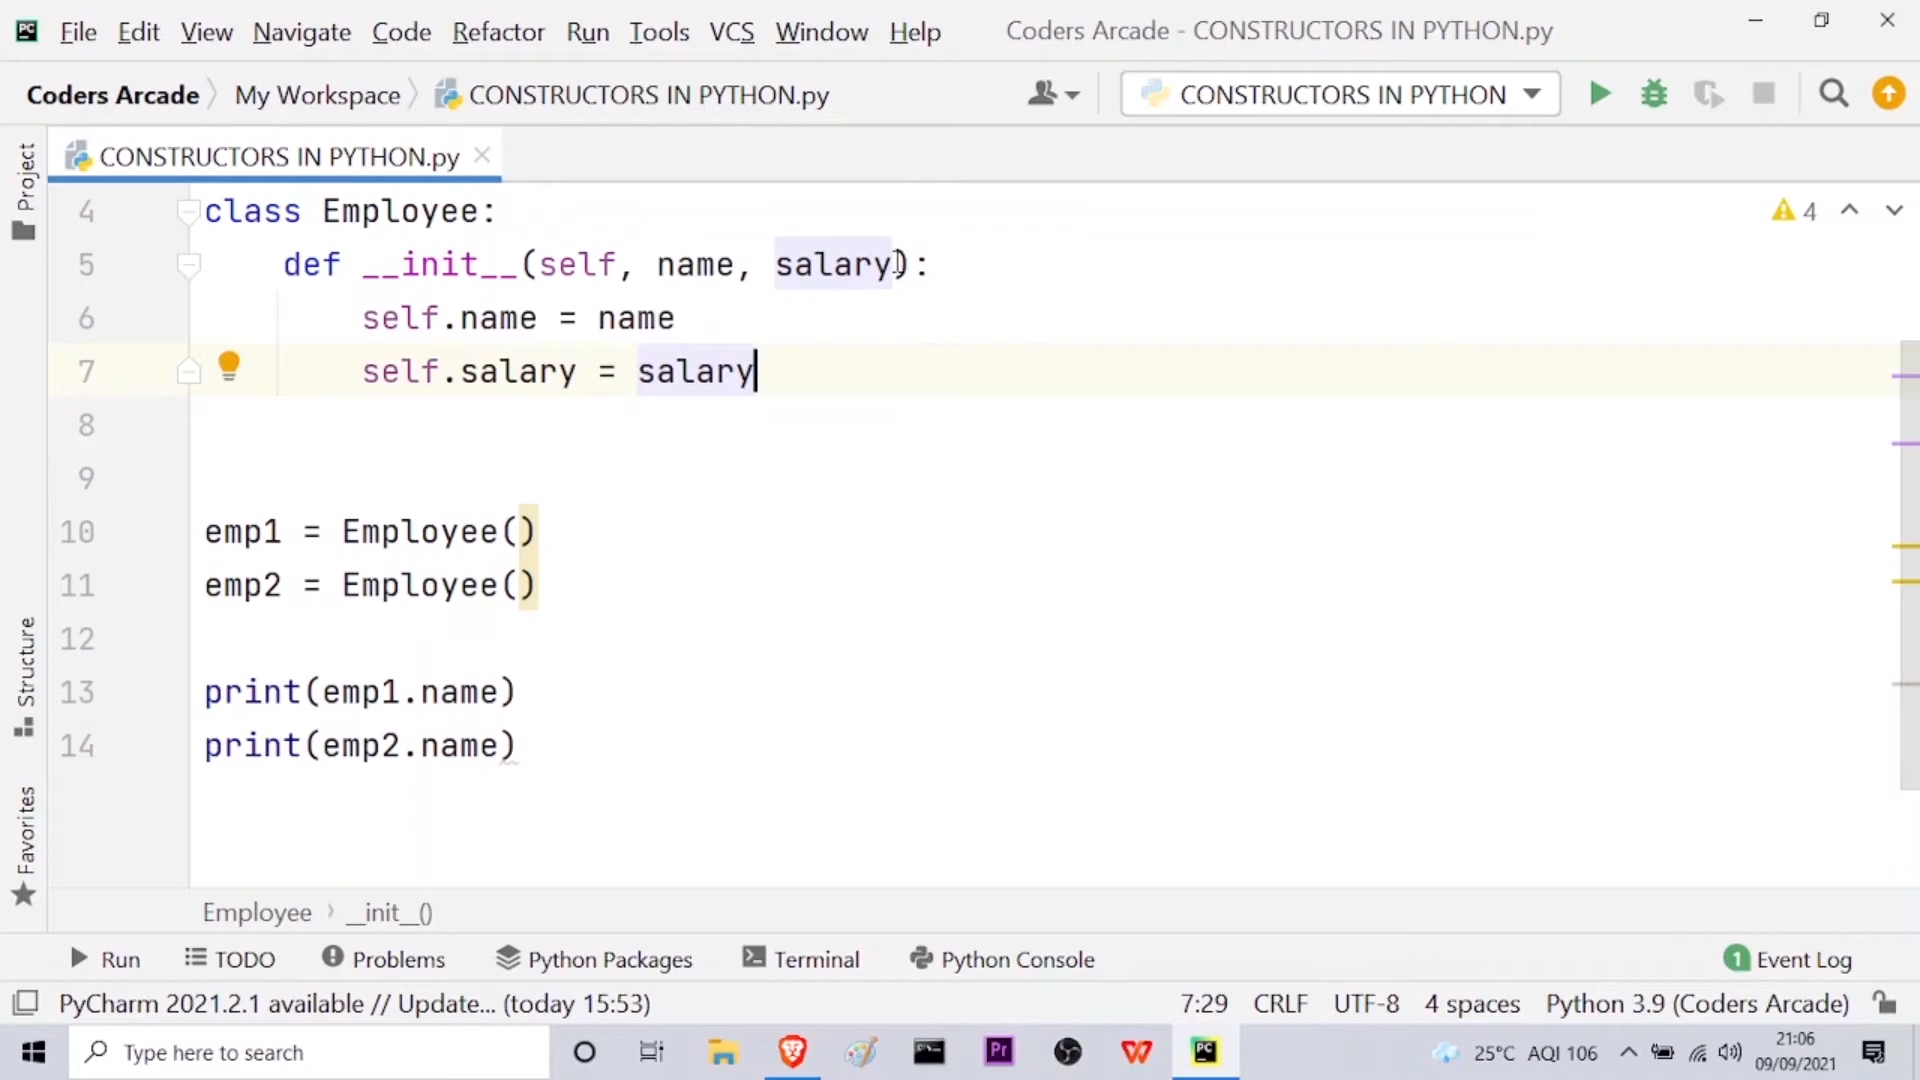 File Edit View Navigate Code Refactor Run Tools VCS Window Help Coders Arcade - CONSTRUCTORS IN PYTHON.py
Coders Arcade My Workspace CONSTRUCTORS IN PYTHON.py CONSTRUCTORS IN PYTHON
CONSTRUCTORS IN PYTHON.py
Project
Structure
Favorites
4 class Employee: 4
5     def __init__(self, name, salary):
6         self.name = name
7         self.salary = salary
8
9
10 emp1 = Employee()
11 emp2 = Employee()
12
13 print(emp1.name)
14 print(emp2.name)
Employee › __init__()
Run TODO Problems Python Packages Terminal Python Console 1 Event Log
PyCharm 2021.2.1 available // Update... (today 15:53) 7:29 CRLF UTF-8 4 spaces Python 3.9 (Coders Arcade)
Type here to search Pr PC 25°C AQI 106 21:06
09/09/2021